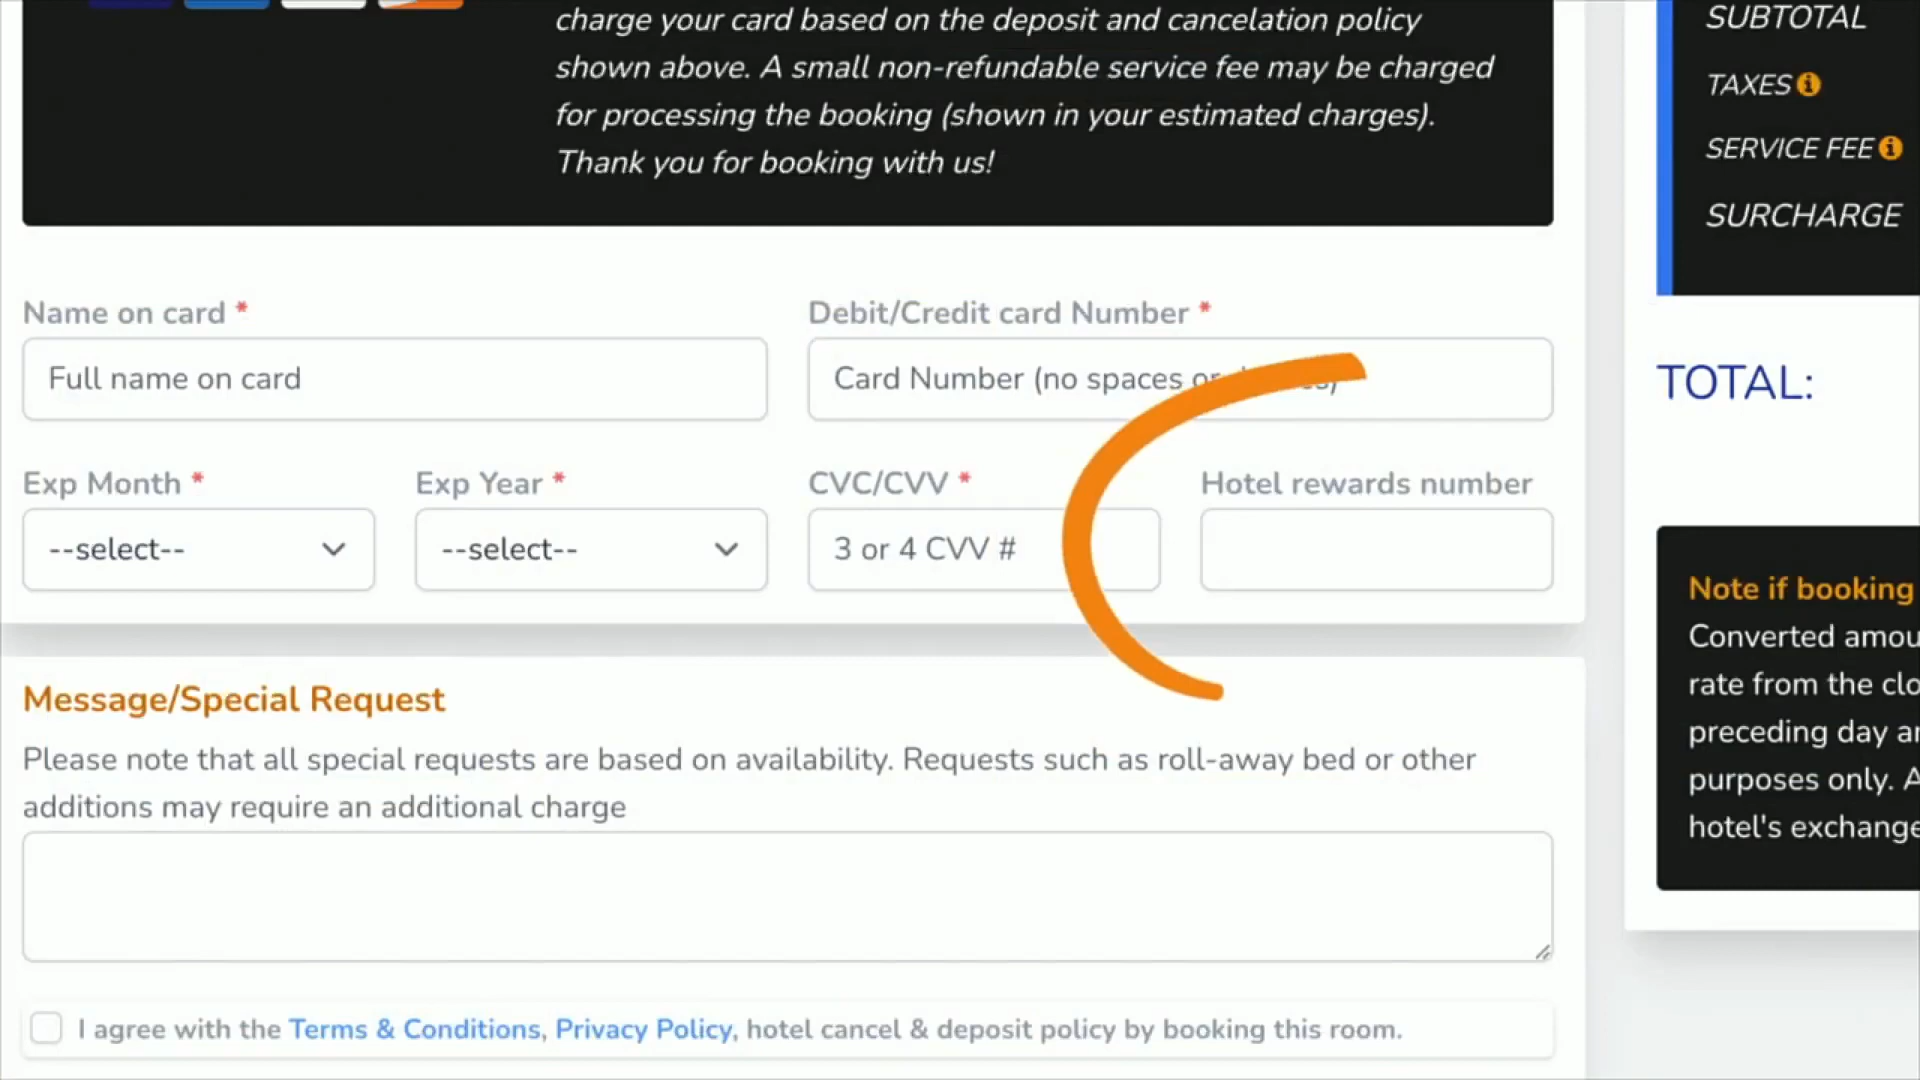 charge your card based on the deposit and cancelation policy
shown above. A small non-refundable service fee may be charged
for processing the booking (shown in your estimated charges).
Thank you for booking with us!
SUBTOTAL
TAXES
SERVICE FEE
SURCHARGE
Name on card *
Debit/Credit card Number *
Full name on card
Card Number (no spaces or
TOTAL:
Exp Month *
Exp Year *
CVC/CVV *
Hotel rewards number
--select--
--select--
3 or 4 CVV #
Note if booking
Converted amou
rate from the clo
preceding day a
purposes only. A
hotel's exchange
Message/Special Request
Please note that all special requests are based on availability. Requests such as roll-away bed or other
additions may require an additional charge
I agree with the Terms & Conditions, Privacy Policy, hotel cancel & deposit policy by booking this room.